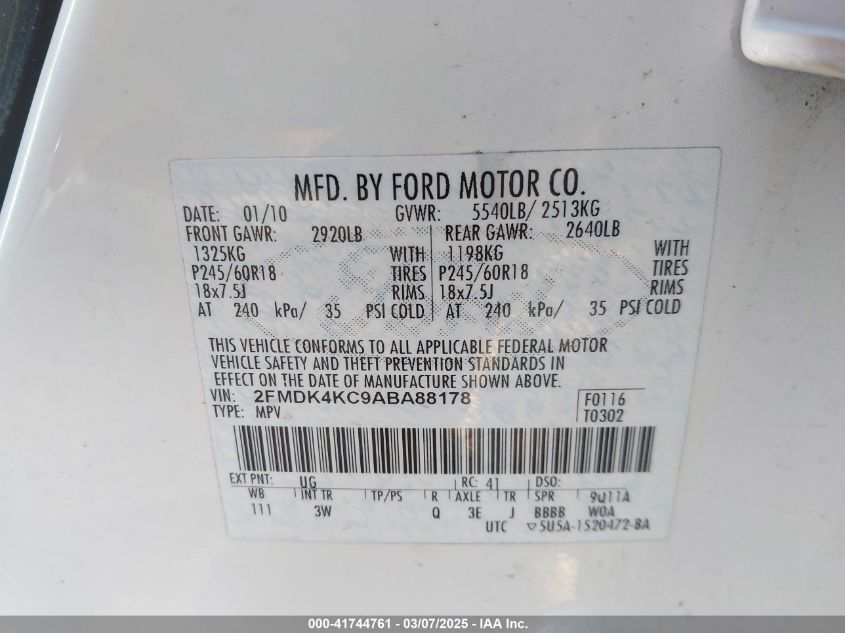 MFD. BY FORD MOTOR CO.
DATE: 01/10 GVWR: 5540LB/ 2513KG
FRONT GAWR: 2920LB REAR GAWR: 2640LB
1325KG WITH 1198KG WITH
P245/60R18 TIRES P245/60R18 TIRES
18x7.5J RIMS 18x7.5J RIMS
AT 240 kPa/ 35 PSI COLD AT 240 kPa/ 35 PSI COLD
THIS VEHICLE CONFORMS TO ALL APPLICABLE FEDERAL MOTOR
VEHICLE SAFETY AND THEFT PREVENTION STANDARDS IN
EFFECT ON THE DATE OF MANUFACTURE SHOWN ABOVE.
VIN: 2FMDK4KC9ABA88178 F0116
TYPE: MPV T0302
EXT PNT: UG RC: 41 DSO:
WB INT TR TP/PS R AXLE TR SPR 9U11A
111 3W Q 3E J BBBB WOA
UTC ▽5U5A-1520472-BA
000-41744761 - 03/07/2025 - IAA Inc.